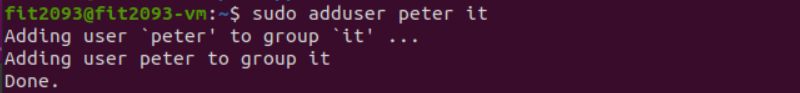 fit2093@fit2093-vm:~$ sudo adduser peter it
Adding user `peter' to group `it' ...
Adding user peter to group it
Done.